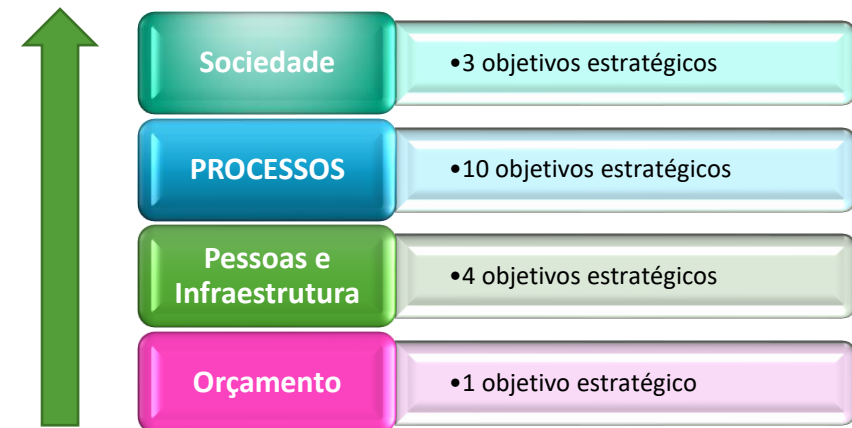 Sociedade
•3 objetivos estratégicos
PROCESSOS
•10 objetivos estratégicos
Pessoas e
Infraestrutura
•4 objetivos estratégicos
Orçamento
•1 objetivo estratégico